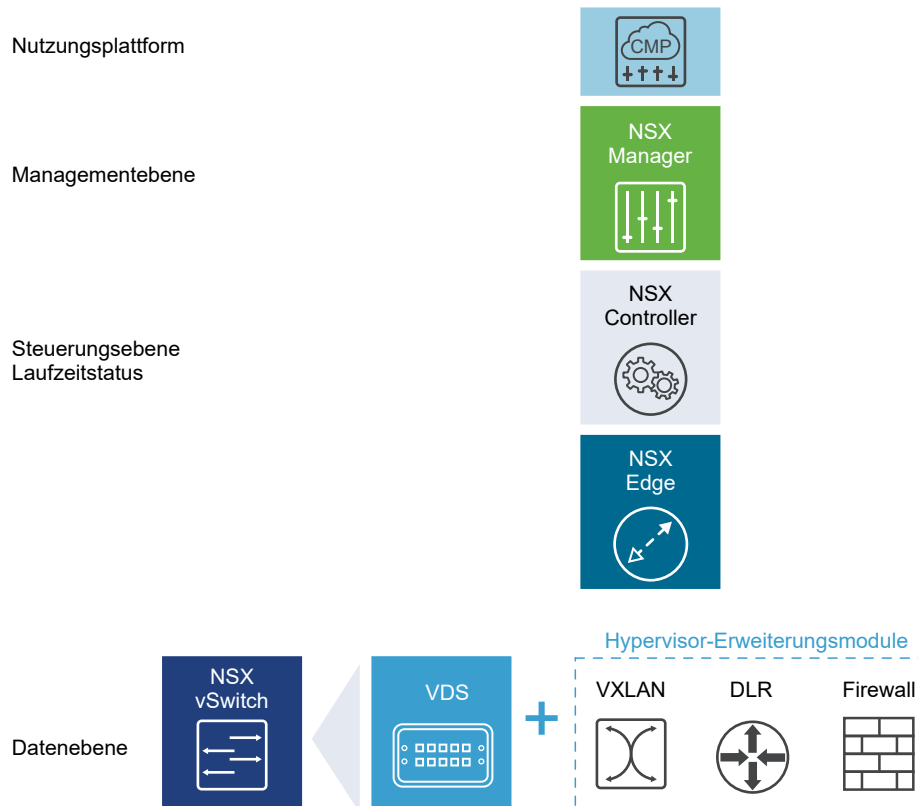 Nutzungsplattform
CMP
NSX
Manager
Managementebene
NSX
Controller
Steuerungsebene
Laufzeitstatus
NSX
Edge
Hypervisor-Erweiterungsmodule
NSX
vSwitch
VDS
+
VXLAN
DLR
Firewall
Datenebene